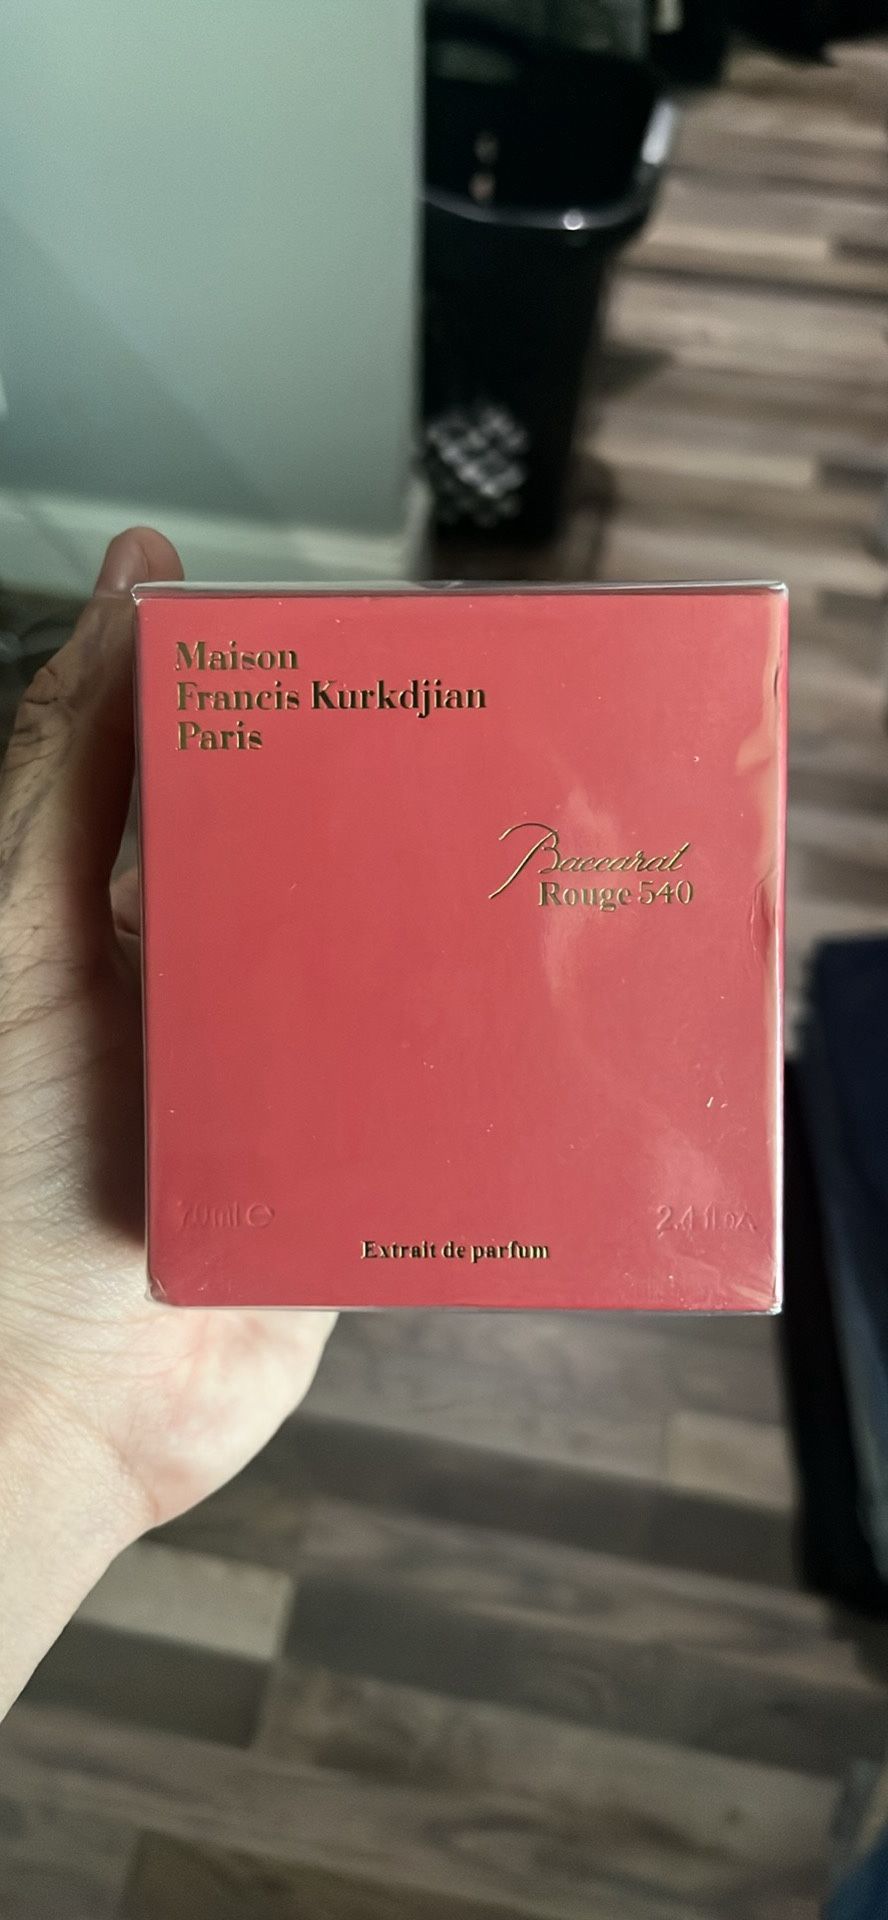 Maison
Francis Kurkdjian
Paris
Baccarat
Rouge 540
70ml ℮ 2.4 fl.oz
Extrait de parfum